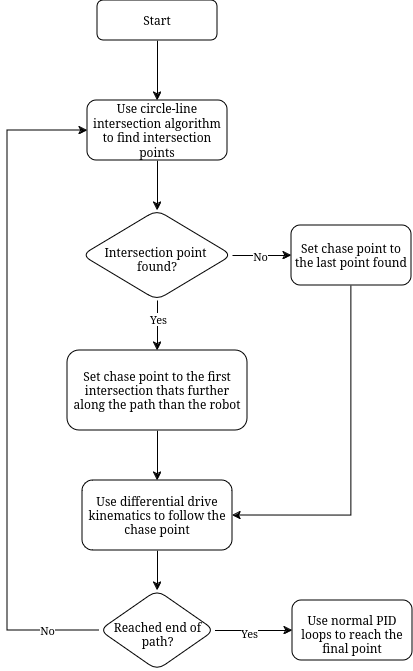 Start
Use circle-line
intersection algorithm
to find intersection
points
Intersection point
found?
No
Set chase point to
the last point found
Yes
Set chase point to the first
intersection thats further
along the path than the robot
Use differential drive
kinematics to follow the
chase point
Reached end of
path?
No
Yes
Use normal PID
loops to reach the
final point